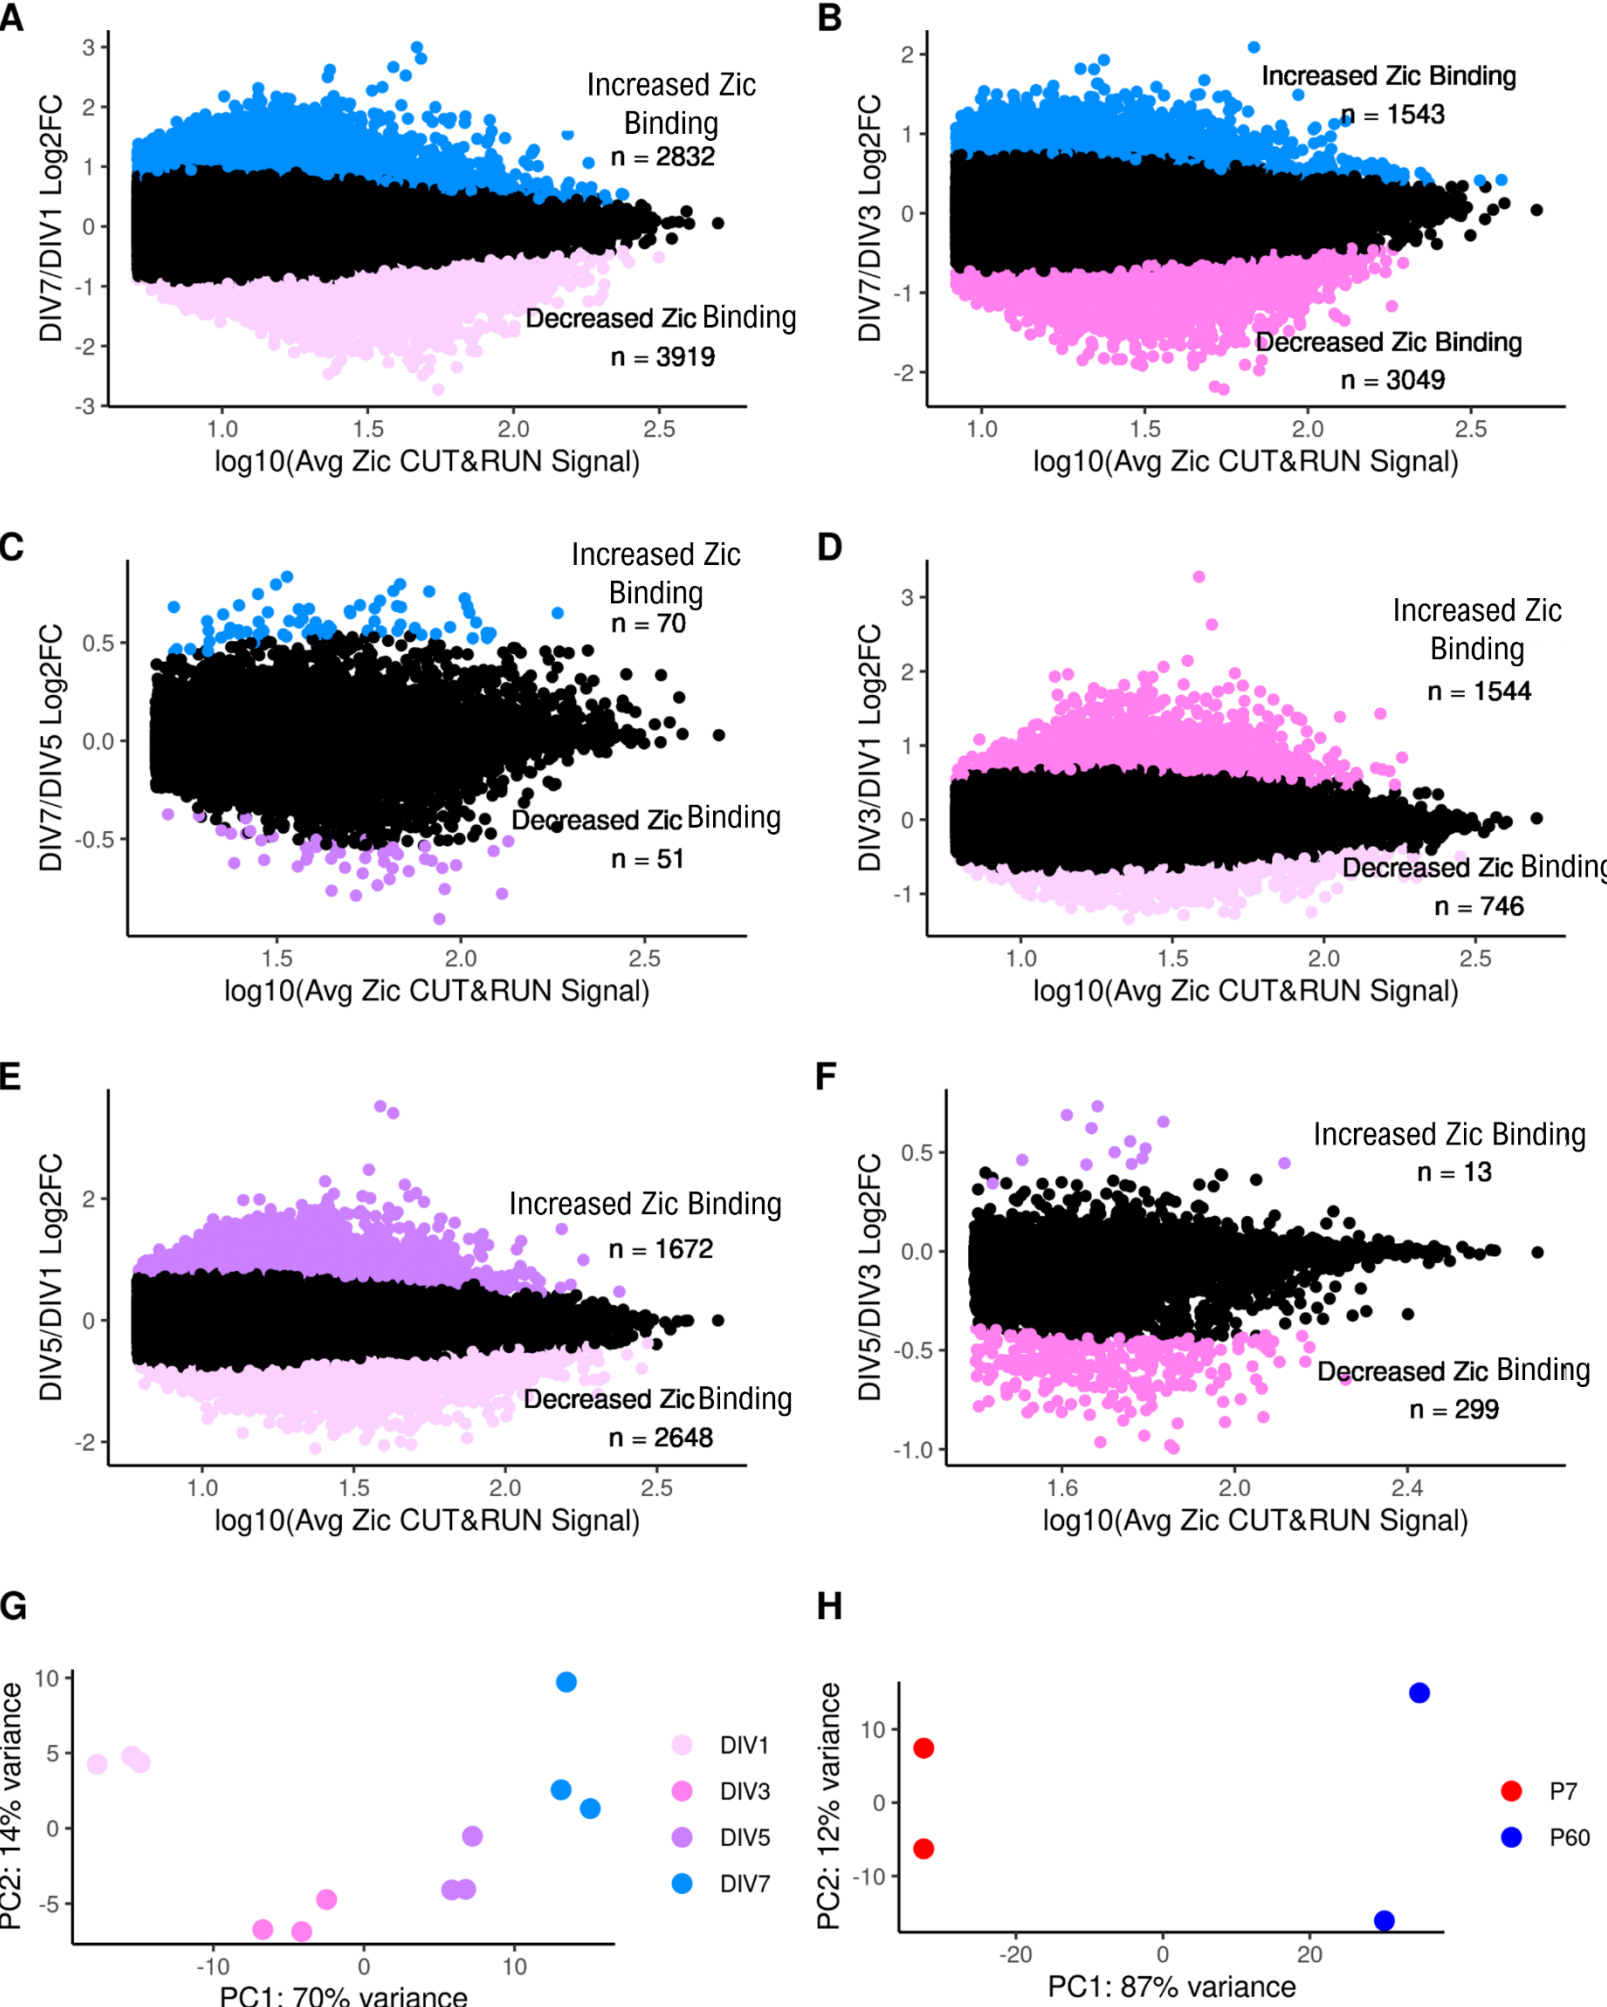 A
DIV7/DIV1 Log2FC
3
2
1
0
-1
-2
-3
Increased Zic
Binding
n = 2832
Decreased Zic Binding
n = 3919
1.0 1.5 2.0 2.5
log10(Avg Zic CUT&RUN Signal)
B
DIV7/DIV3 Log2FC
2
1
0
-1
-2
Increased Zic Binding
n = 1543
Decreased Zic Binding
n = 3049
1.0 1.5 2.0 2.5
log10(Avg Zic CUT&RUN Signal)
C
DIV7/DIV5 Log2FC
0.5
0.0
-0.5
Increased Zic
Binding
n = 70
Decreased Zic Binding
n = 51
1.5 2.0 2.5
log10(Avg Zic CUT&RUN Signal)
D
DIV3/DIV1 Log2FC
3
2
1
0
-1
Increased Zic
Binding
n = 1544
Decreased Zic Binding
n = 746
1.0 1.5 2.0 2.5
log10(Avg Zic CUT&RUN Signal)
E
DIV5/DIV1 Log2FC
2
0
-2
Increased Zic Binding
n = 1672
Decreased Zic Binding
n = 2648
1.0 1.5 2.0 2.5
log10(Avg Zic CUT&RUN Signal)
F
DIV5/DIV3 Log2FC
0.5
0.0
-0.5
-1.0
Increased Zic Binding
n = 13
Decreased Zic Binding
n = 299
1.6 2.0 2.4
log10(Avg Zic CUT&RUN Signal)
G
PC2: 14% variance
10
5
0
-5
-10 0 10
PC1: 70% variance
DIV1
DIV3
DIV5
DIV7
H
PC2: 12% variance
10
0
-10
-20 0 20
PC1: 87% variance
P7
P60